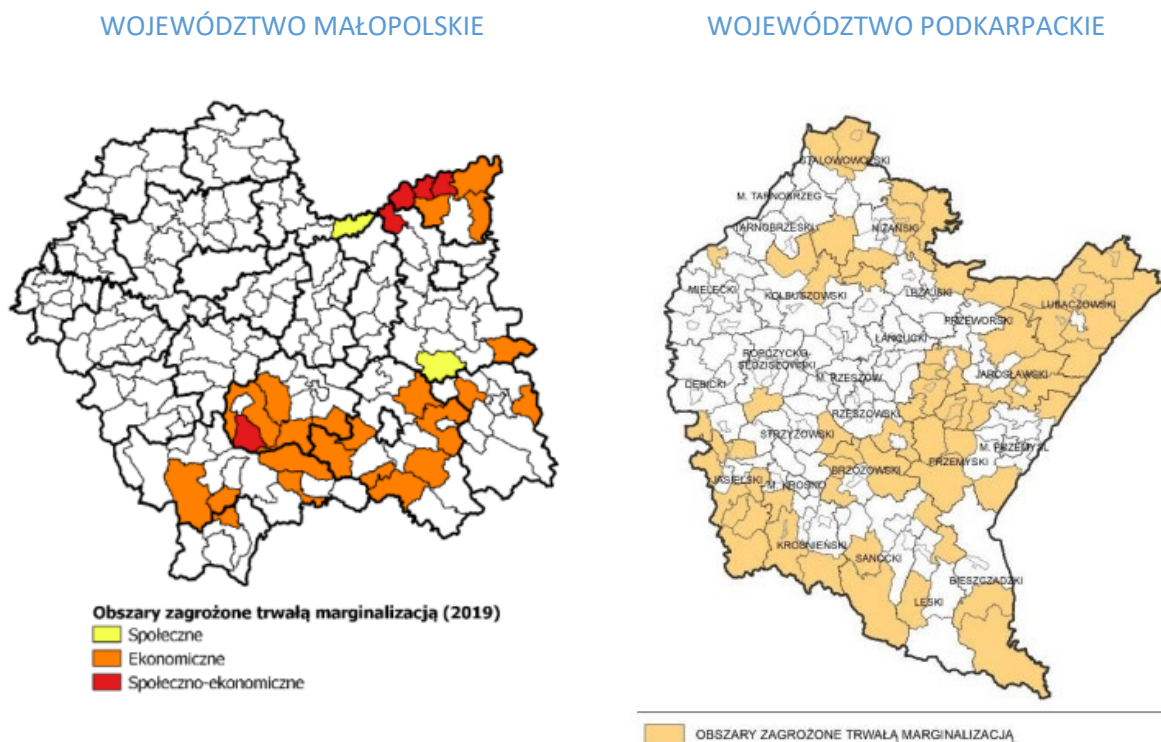 WOJEWÓDZTWO MAŁOPOLSKIE
WOJEWÓDZTWO PODKARPACKIE
STALOWOWOLSKI
M. TARNOBRZEG
TARNOBRZESKI
NIŻAŃSKI
MIELECKI
KOLBUSZOWSKI
LEŻAJSKI
LUBACZOWSKI
PRZEWORSKI
ŁAŃCUCKI
ROPCZYCKO-
SĘDZISZOWSKI
M. RZESZÓW
JAROSŁAWSKI
DĘBICKI
RZESZOWSKI
STRZYŻOWSKI
M. PRZEMYŚL
PRZEMYSKI
BRZOZOWSKI
JASIELSKI
M. KROSNO
KROŚNIEŃSKI
SANOCKI
BIESZCZADZKI
LESKI
Obszary zagrożone trwałą marginalizacją (2019)
Społeczne
Ekonomiczne
Społeczno-ekonomiczne
OBSZARY ZAGROŻONE TRWAŁĄ MARGINALIZACJĄ